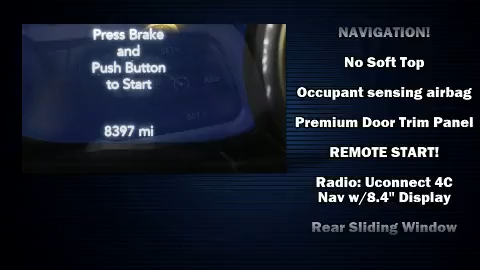 Press Brake
and
Push Button
to Start
8397 mi
NAVIGATION!
No Soft Top
Occupant sensing airbag
Premium Door Trim Panel
REMOTE START!
Radio: Uconnect 4C
Nav w/8.4" Display
Rear Sliding Window